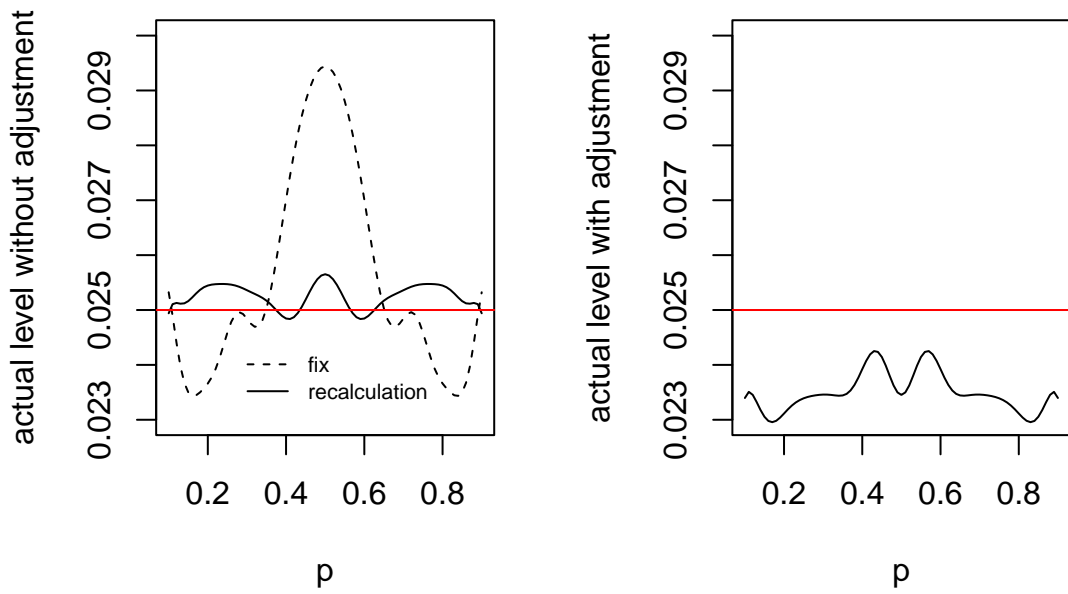 actual level without adjustment
0.029
0.027
0.025
0.023
fix
recalculation
0.2 0.4 0.6 0.8
p
actual level with adjustment
0.029
0.027
0.025
0.023
0.2 0.4 0.6 0.8
p